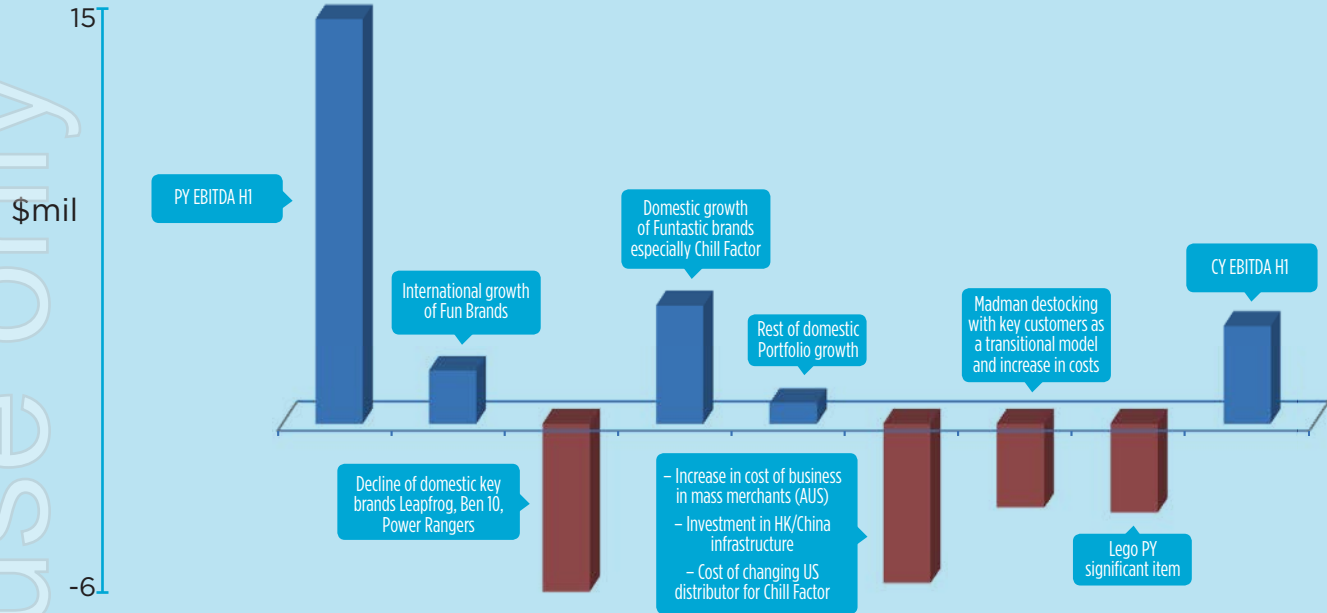 15
$mil
-6
use only
PY EBITDA H1
International growth
of Fun Brands
Decline of domestic key
brands Leapfrog, Ben 10,
Power Rangers
Domestic growth
of Funtastic brands
especially Chill Factor
Rest of domestic
Portfolio growth
– Increase in cost of business
in mass merchants (AUS)
– Investment in HK/China
infrastructure
– Cost of changing US
distributor for Chill Factor
Madman destocking
with key customers as
a transitional model
and increase in costs
Lego PY
significant item
CY EBITDA H1